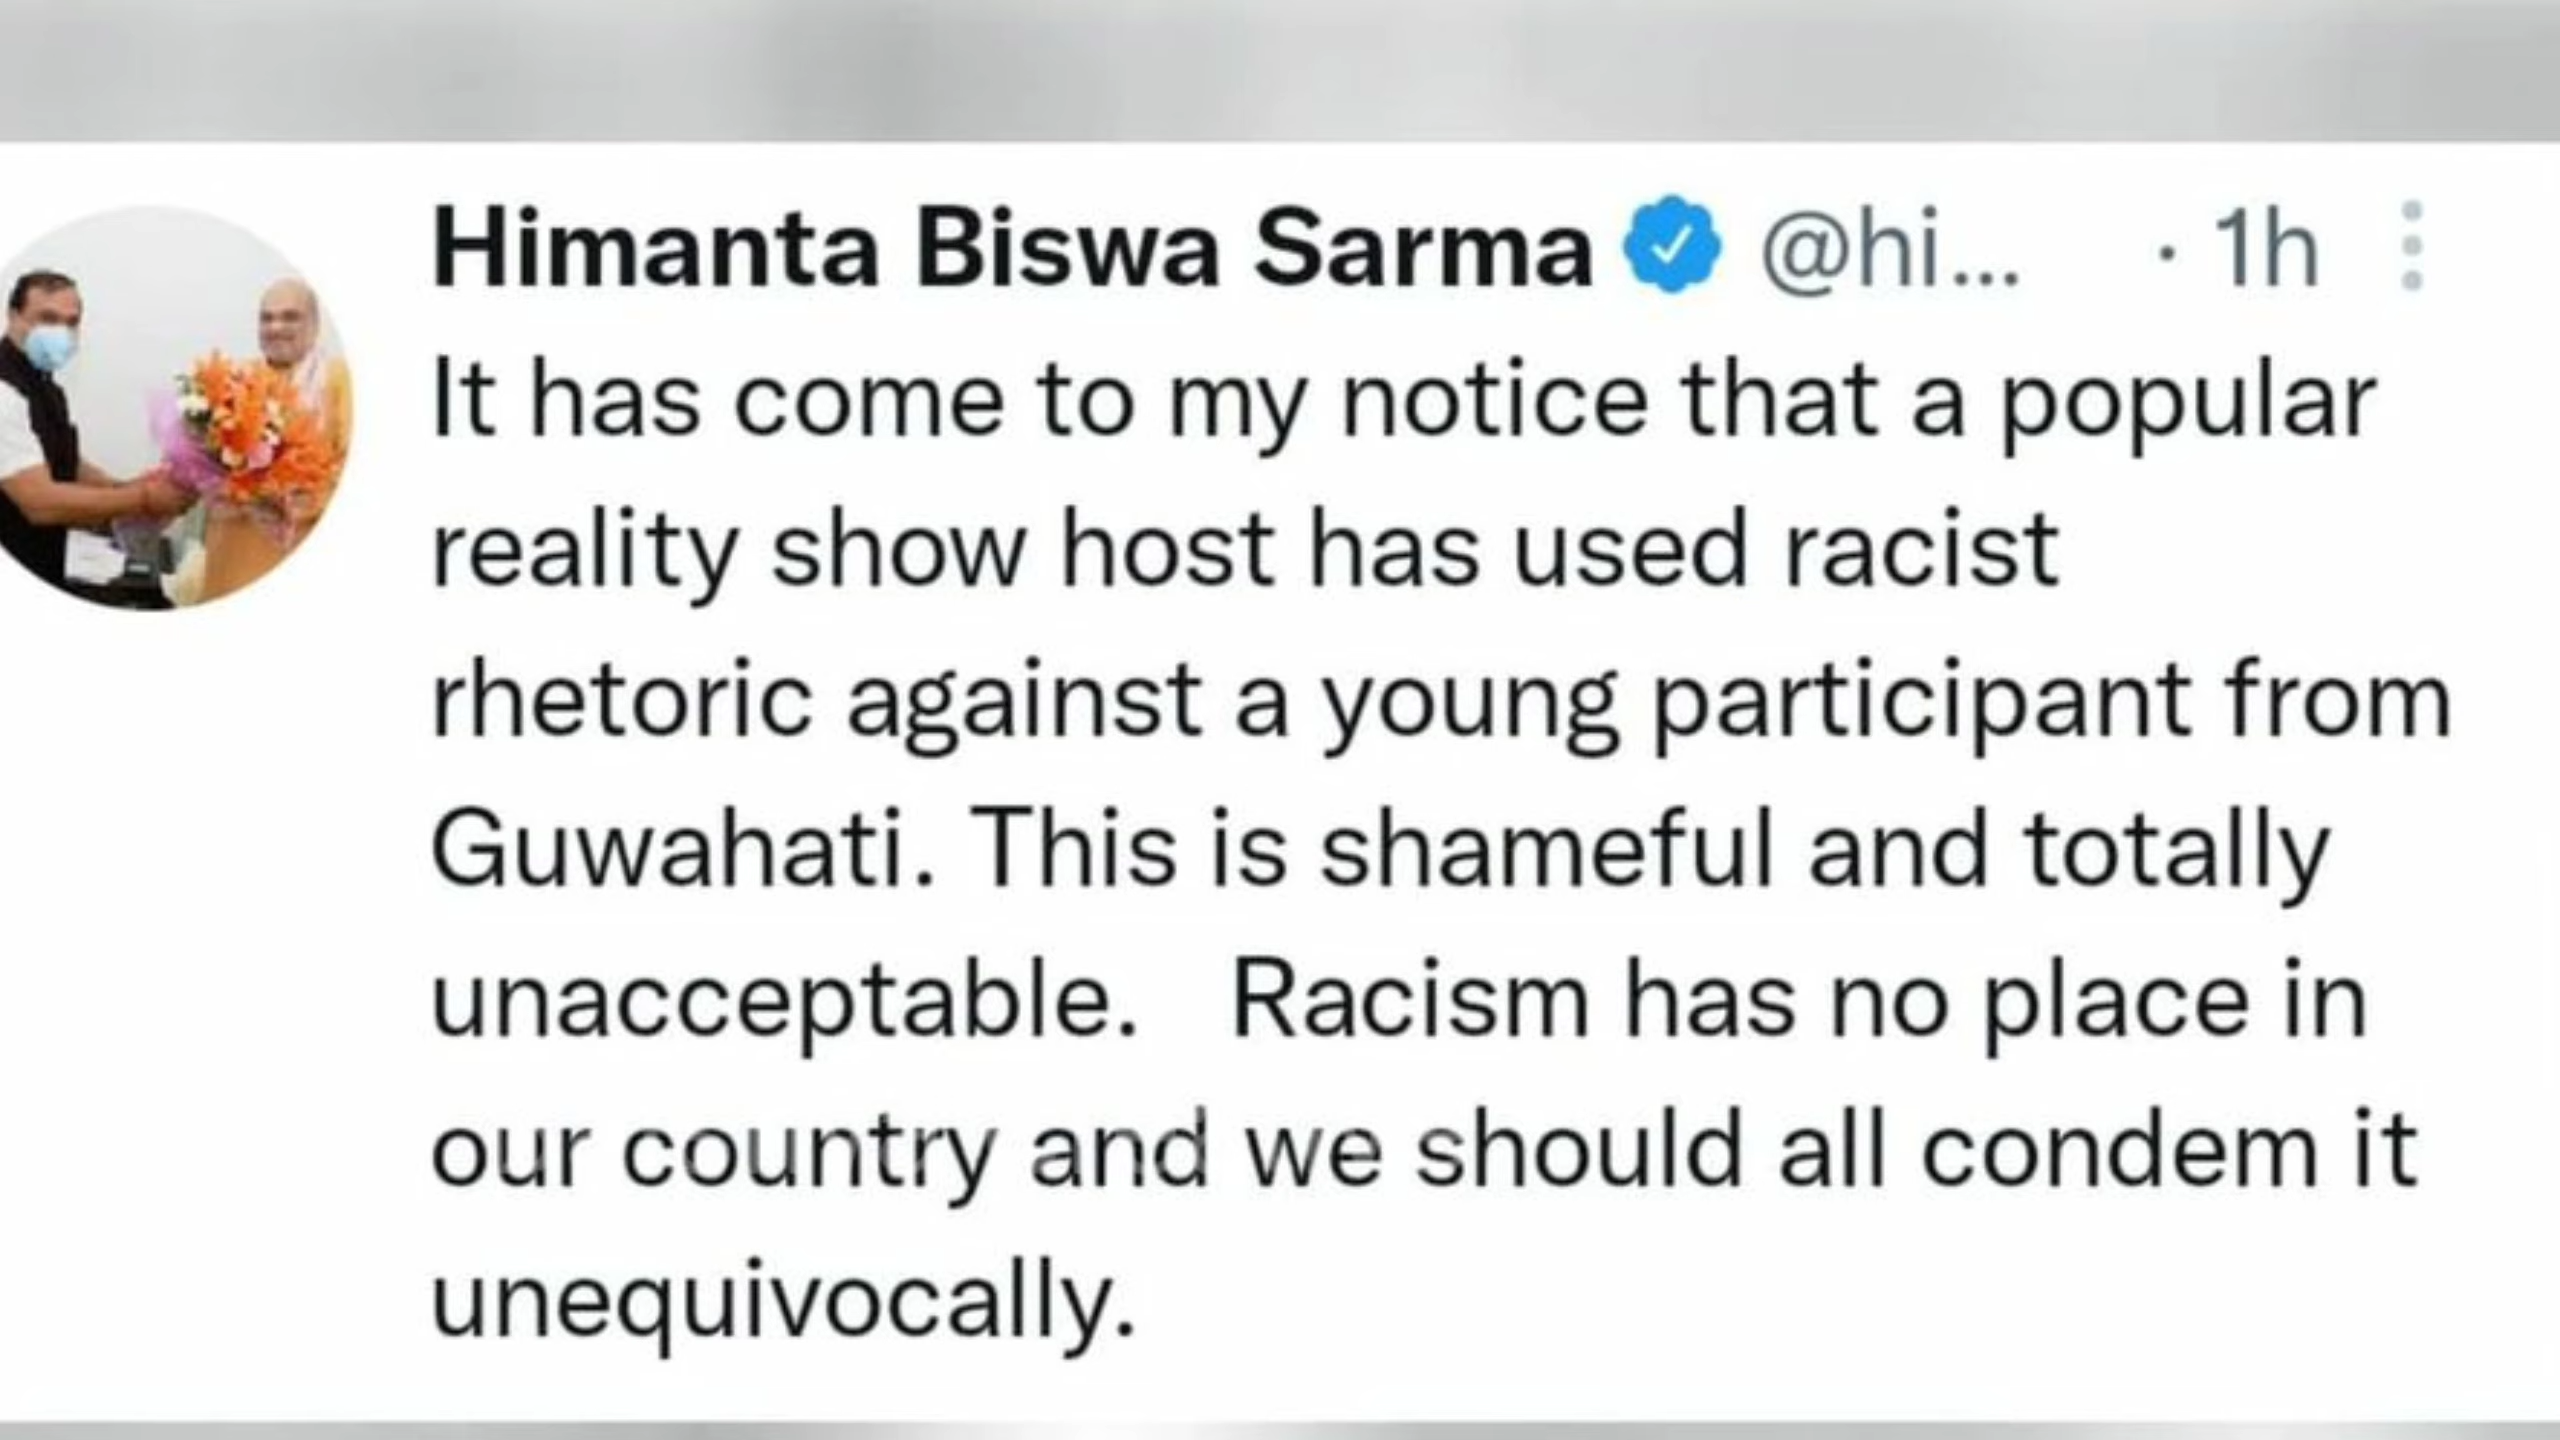 Himanta Biswa Sarma @hi... · 1h
It has come to my notice that a popular
reality show host has used racist
rhetoric against a young participant from
Guwahati. This is shameful and totally
unacceptable.   Racism has no place in
our country and we should all condem it
unequivocally.